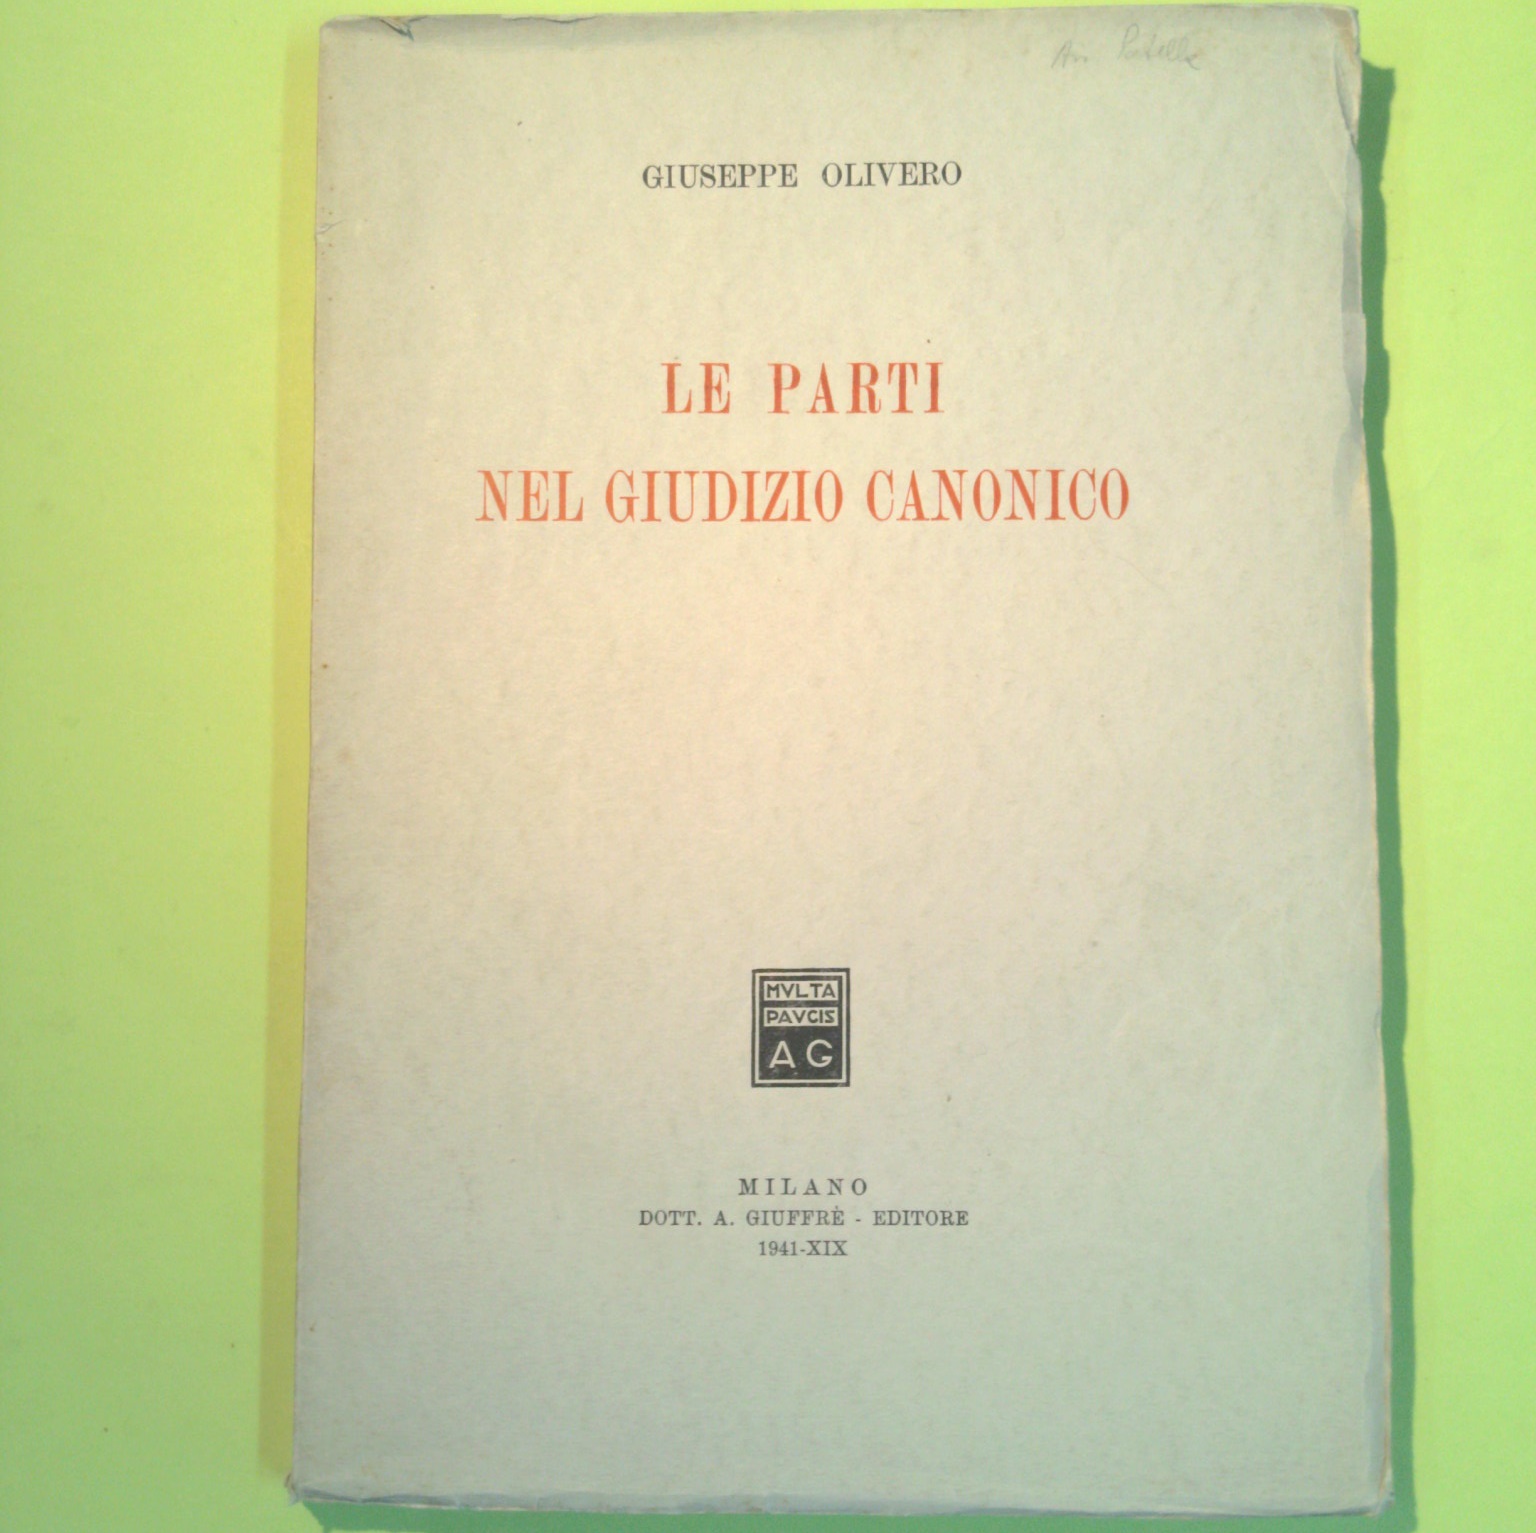 GIUSEPPE OLIVERO
LE PARTI
NEL GIUDIZIO CANONICO
MVLTA
PAVCIS
AG
MILANO
DOTT. A. GIUFFRÈ - EDITORE
1941-XIX